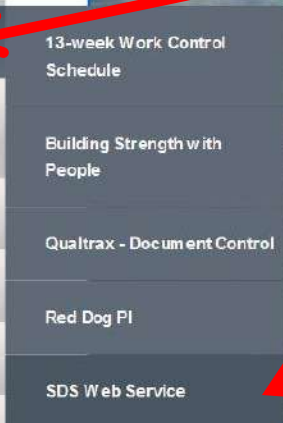 13-week Work Control
Schedule
Building Strength with
People
Qualtrax - Document Control
Red Dog PI
SDS Web Service